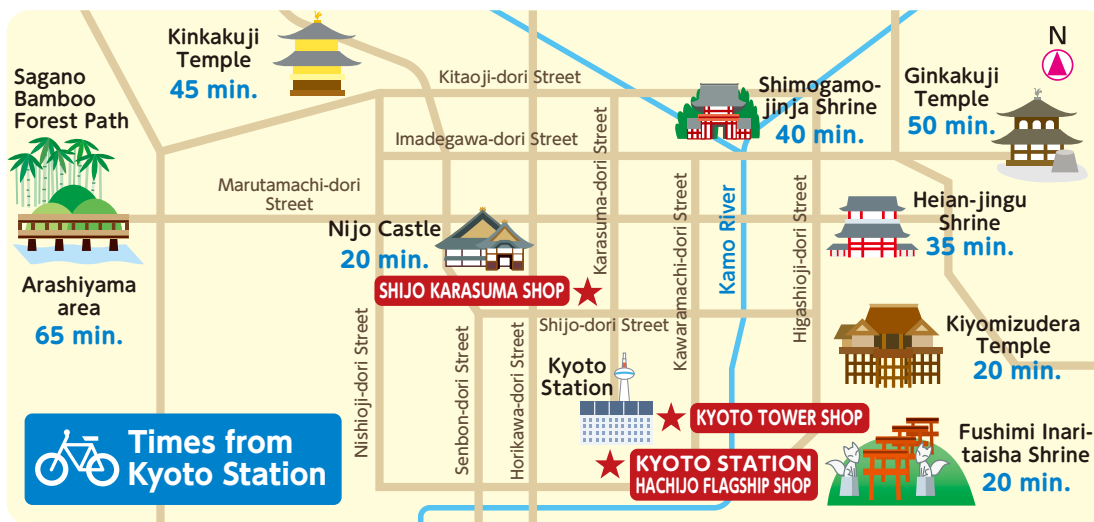 Kinkakuji
Temple
45 min.
Sagano
Bamboo
Forest Path
Arashiyama
area
65 min.
Kitaoji-dori Street
Imadegawa-dori Street
Marutamachi-dori
Street
Karasuma-dori Street
Shimogamo-
jinja Shrine
40 min.
Ginkakuji
Temple
50 min.
N
Nijo Castle
20 min.
SHIJO KARASUMA SHOP
Kawaramachi-dori Street
Kamo River
Higashioji-dori Street
Heian-jingu
Shrine
35 min.
Shijo-dori Street
Nishioji-dori Street
Senbon-dori Street
Horikawa-dori Street
Kyoto
Station
KYOTO TOWER SHOP
KYOTO STATION
HACHIJO FLAGSHIP SHOP
Kiyomizudera
Temple
20 min.
Fushimi Inari-
taisha Shrine
20 min.
Times from
Kyoto Station